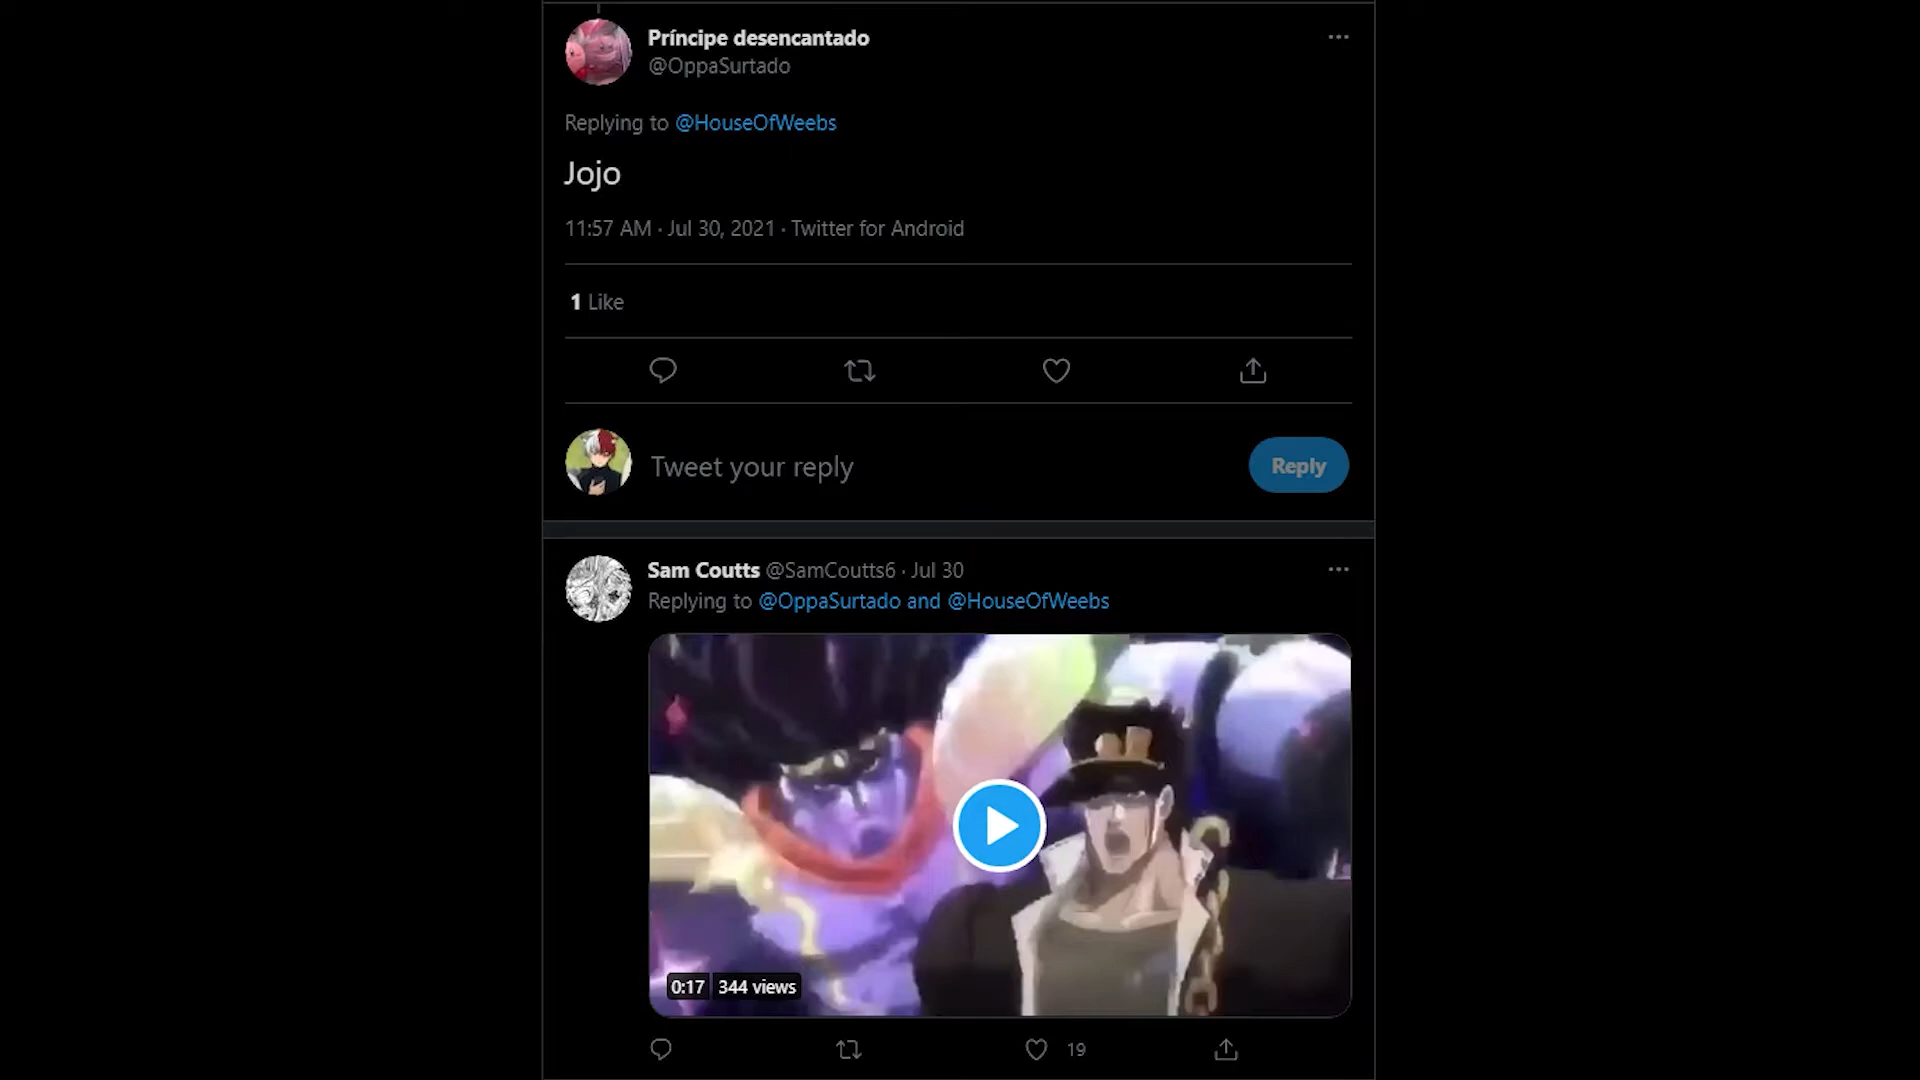 Príncipe desencantado
@OppaSurtado
Replying to @HouseOfWeebs
Jojo
11:57 AM · Jul 30, 2021 · Twitter for Android
1 Like
Tweet your reply
Reply
Sam Coutts @SamCoutts6 · Jul 30
Replying to @OppaSurtado and @HouseOfWeebs
0:17 344 views
19